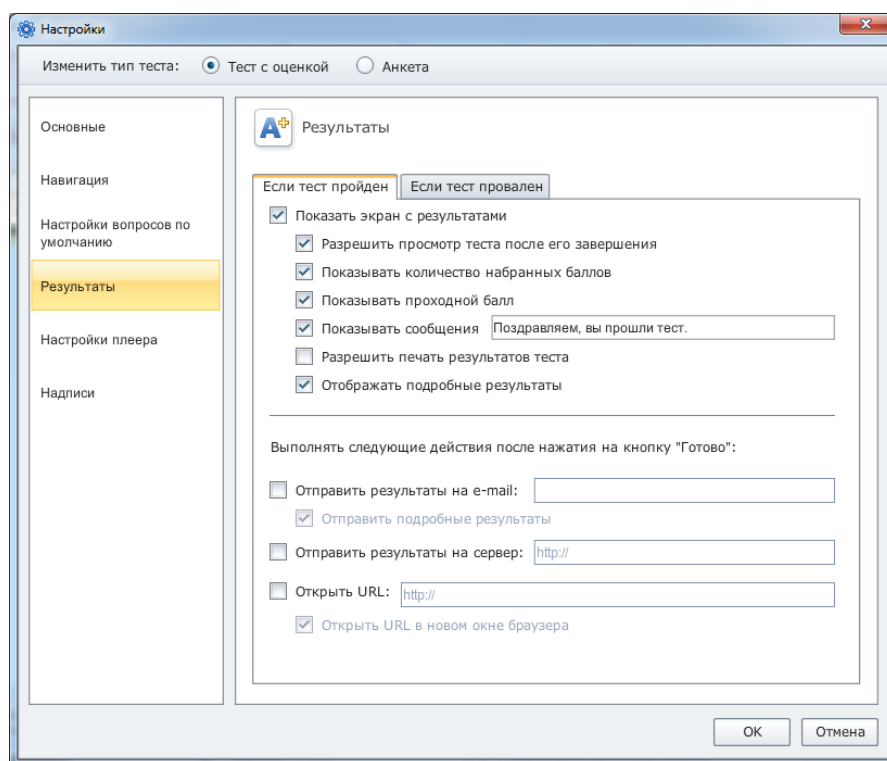 Настройки
Изменить тип теста: Тест с оценкой Анкета
Основные
Навигация
Настройки вопросов по
умолчанию
Результаты
Настройки плеера
Надписи
A+ Результаты
Если тест пройден Если тест провален
Показать экран с результатами
Разрешить просмотр теста после его завершения
Показывать количество набранных баллов
Показывать проходной балл
Показывать сообщения Поздравляем, вы прошли тест.
Разрешить печать результатов теста
Отображать подробные результаты
Выполнять следующие действия после нажатия на кнопку "Готово":
Отправить результаты на e-mail:
Отправить подробные результаты
Отправить результаты на сервер: http://
Открыть URL: http://
Открыть URL в новом окне браузера
OK Отмена